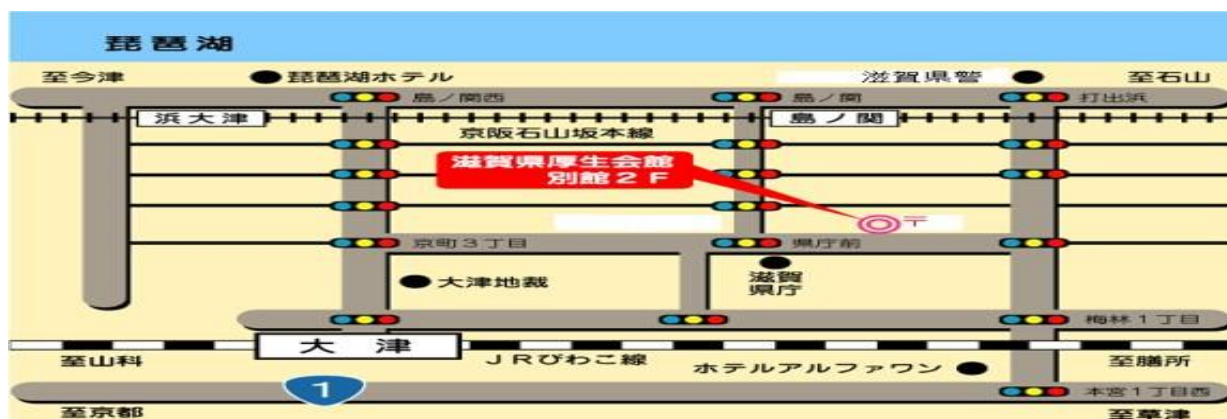 琵琶湖
至今津
琵琶湖ホテル
滋賀県警
至石山
島ノ関西
島ノ関
打出浜
浜大津
島ノ関
京阪石山坂本線
滋賀県厚生会館
別館2F
〒
京町3丁目
県庁前
大津地裁
滋賀
県庁
梅林1丁目
大津
至山科
JRびわこ線
ホテルアルファワン
至膳所
1
本宮1丁目西
至京都
至草津